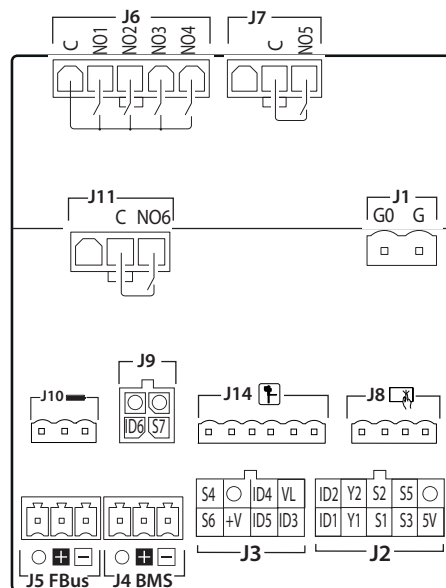 J6
C NO1 NO2 NO3 NO4
J7
C NO5
J11
C NO6
J1
G0 G
J10
J9
ID6 S7
J14
J8
S4 ID4 VL
S6 +V ID5 ID3
J3
ID2 Y2 S2 S5
ID1 Y1 S1 S3 5V
J2
J5 FBus
J4 BMS